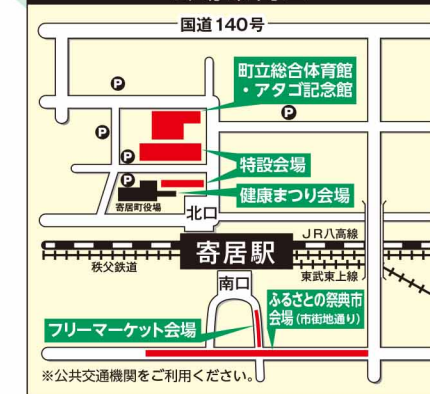 国道140号
町立総合体育館
・アタゴ記念館
P
P
P
P
P
特設会場
健康まつり会場
寄居町役場
北口
JR八高線
寄居駅
秩父鉄道
東武東上線
南口
ふるさとの祭典市
会場(市街地通り)
フリーマーケット会場
※公共交通機関をご利用ください。